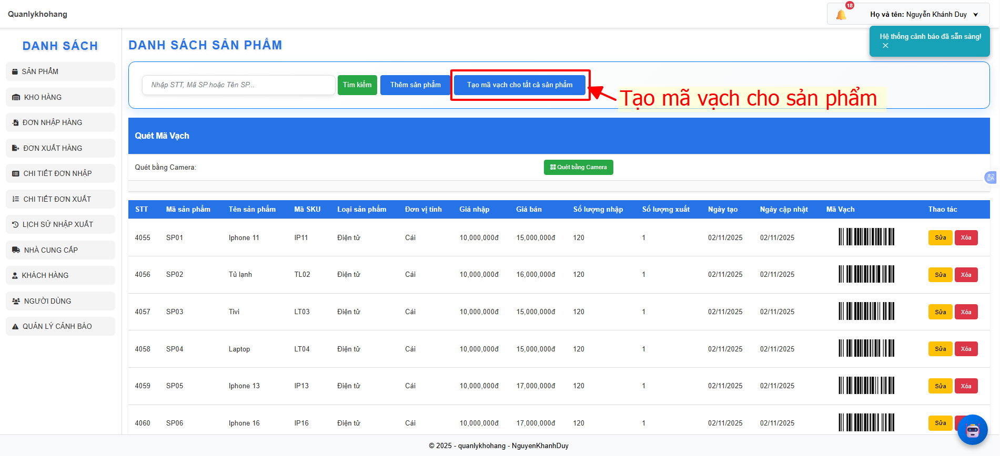 Quanlykhohang
18
Họ và tên: Nguyễn Khánh Duy
Hệ thống cảnh báo đã sẵn sàng!
DANH SÁCH
SẢN PHẨM
KHO HÀNG
ĐƠN NHẬP HÀNG
ĐƠN XUẤT HÀNG
CHI TIẾT ĐƠN NHẬP
CHI TIẾT ĐƠN XUẤT
LỊCH SỬ NHẬP XUẤT
NHÀ CUNG CẤP
KHÁCH HÀNG
NGƯỜI DÙNG
QUẢN LÝ CẢNH BÁO
DANH SÁCH SẢN PHẨM
Nhập STT, Mã SP hoặc Tên SP... Tìm kiếm Thêm sản phẩm Tạo mã vạch cho tất cả sản phẩm
Tạo mã vạch cho sản phẩm
Quét Mã Vạch
Quét bằng Camera: Quét bằng Camera
STT Mã sản phẩm Tên sản phẩm Mã SKU Loại sản phẩm Đơn vị tính Giá nhập Giá bán Số lượng nhập Số lượng xuất Ngày tạo Ngày cập nhật Mã Vạch Thao tác
4055 SP01 Iphone 11 IP11 Điện tử Cái 10,000,000đ 15,000,000đ 120 1 02/11/2025 02/11/2025 Sửa Xóa
4056 SP02 Tủ lạnh TL02 Điện tử Cái 10,000,000đ 16,000,000đ 120 1 02/11/2025 02/11/2025 Sửa Xóa
4057 SP03 Tivi LT03 Điện tử Cái 10,000,000đ 15,000,000đ 120 1 02/11/2025 02/11/2025 Sửa Xóa
4058 SP04 Laptop LT04 Điện tử Cái 10,000,000đ 15,000,000đ 120 1 02/11/2025 02/11/2025 Sửa Xóa
4059 SP05 Iphone 13 IP13 Điện tử Cái 10,000,000đ 17,000,000đ 120 1 02/11/2025 02/11/2025 Sửa Xóa
4060 SP06 Iphone 16 IP16 Điện tử Cái 10,000,000đ 17,000,000đ 120 1 02/11/2025 02/11/2025 Sửa
© 2025 - quanlykhohang - NguyenKhanhDuy